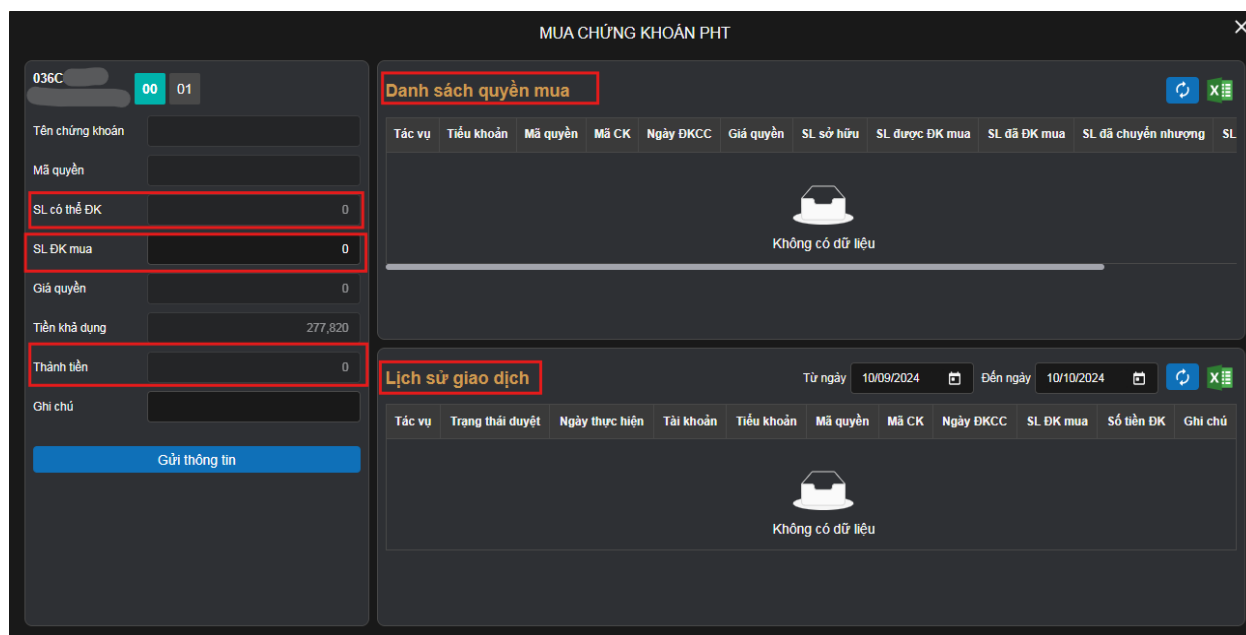 MUA CHỨNG KHOÁN PHT
036C
00 01
Tên chứng khoán
Mã quyền
SL có thể ĐK 0
SL ĐK mua 0
Giá quyền 0
Tiền khả dụng 277,820
Thành tiền 0
Ghi chú
Gửi thông tin
Danh sách quyền mua
Tác vụ Tiểu khoản Mã quyền Mã CK Ngày ĐKCC Giá quyền SL sở hữu SL được ĐK mua SL đã ĐK mua SL đã chuyển nhượng SL
Không có dữ liệu
Lịch sử giao dịch Từ ngày 10/09/2024 Đến ngày 10/10/2024
Tác vụ Trạng thái duyệt Ngày thực hiện Tài khoản Tiểu khoản Mã quyền Mã CK Ngày ĐKCC SL ĐK mua Số tiền ĐK Ghi chú
Không có dữ liệu